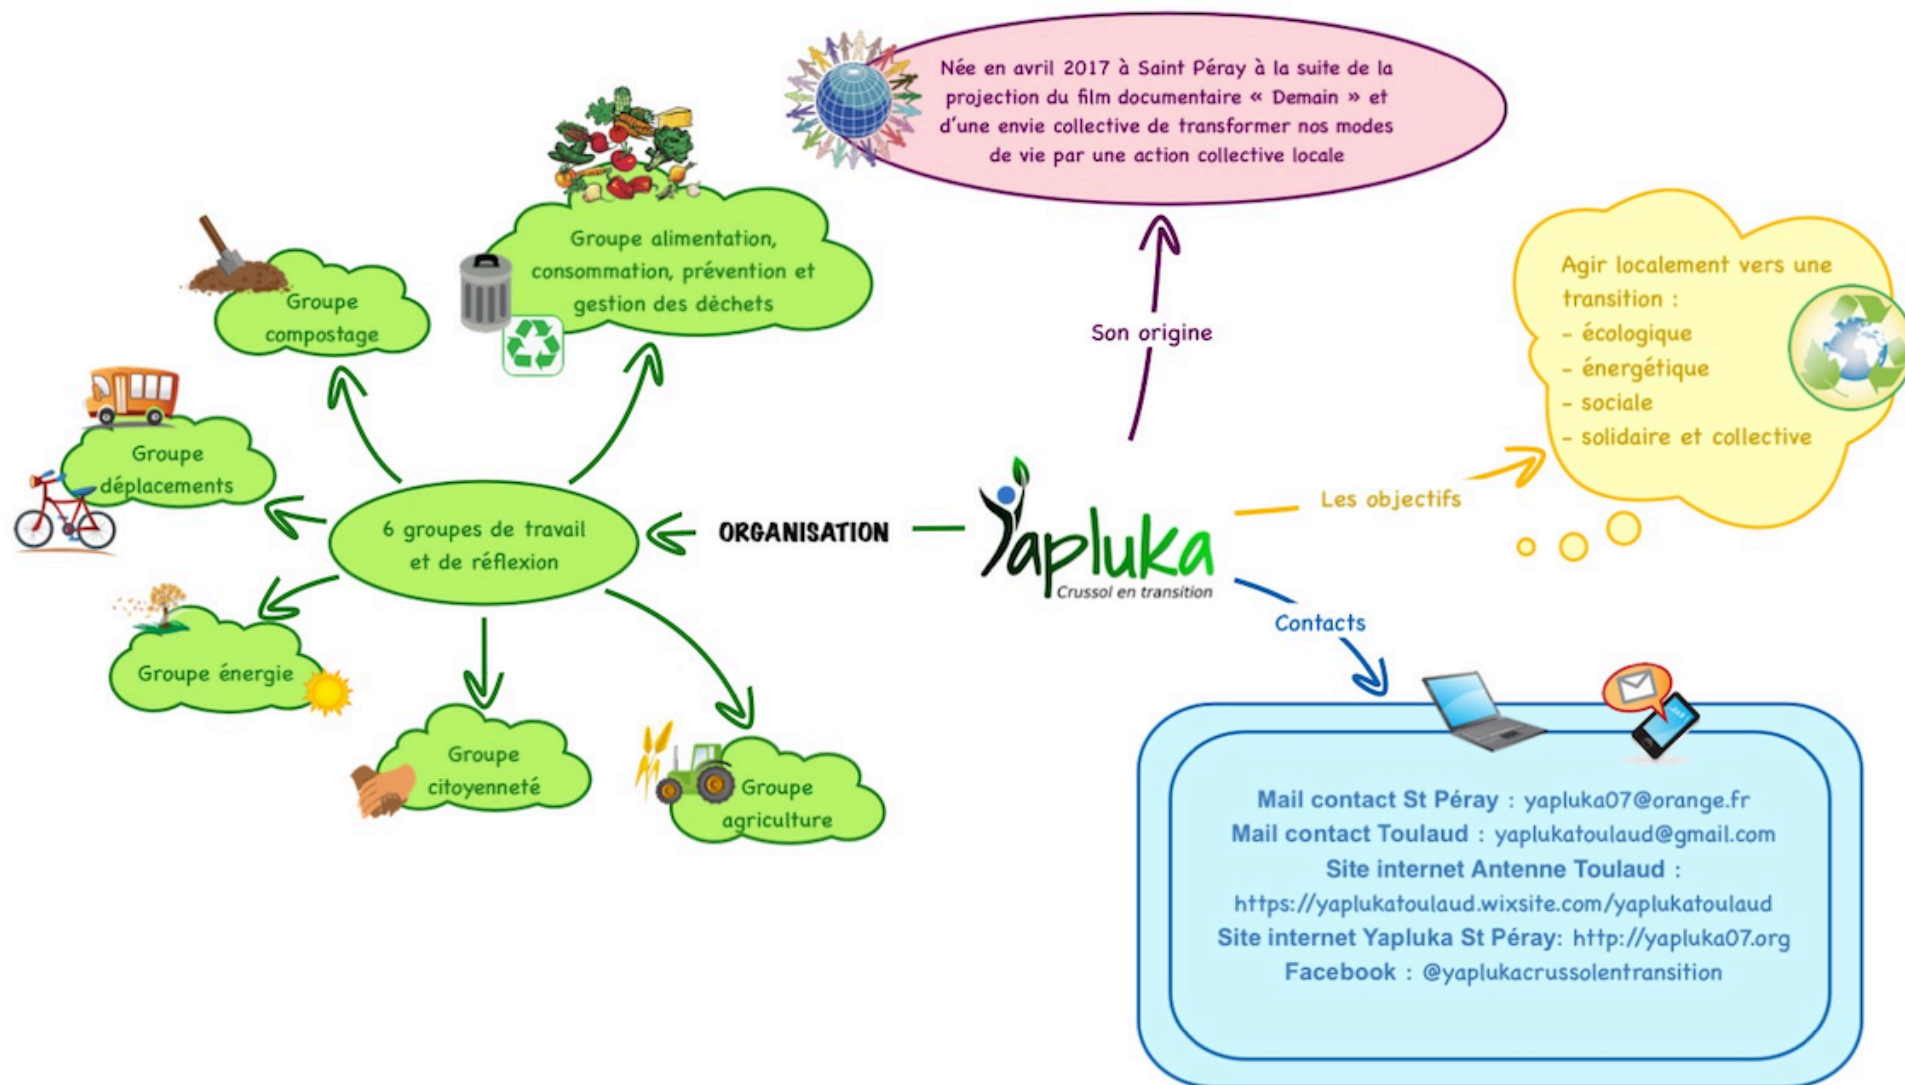 Née en avril 2017 à Saint Péray à la suite de la
projection du film documentaire « Demain » et
d'une envie collective de transformer nos modes
de vie par une action collective locale
Groupe alimentation,
consommation, prévention et
gestion des déchets
Groupe
compostage
Groupe
déplacements
6 groupes de travail
et de réflexion
Groupe énergie
Groupe
citoyenneté
Groupe
agriculture
ORGANISATION
Yapluka
Crussol en transition
Son origine
Les objectifs
Agir localement vers une
transition :
- écologique
- énergétique
- sociale
- solidaire et collective
Contacts
Mail contact St Péray : yapluka07@orange.fr
Mail contact Toulaud : yaplukatoulaud@gmail.com
Site internet Antenne Toulaud :
https://yaplukatoulaud.wixsite.com/yaplukatoulaud
Site internet Yapluka St Péray: http://yapluka07.org
Facebook : @yaplukacrussolentransition